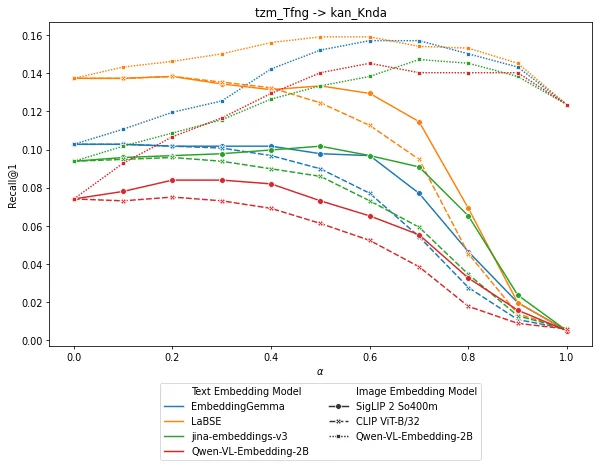 tzm_Tfng -> kan_Knda
0.16
0.14
0.12
0.10
0.08
0.06
0.04
0.02
0.00
Recall@1
0.0 0.2 0.4 0.6 0.8 1.0
α
Text Embedding Model
EmbeddingGemma
LaBSE
jina-embeddings-v3
Qwen-VL-Embedding-2B
Image Embedding Model
SigLIP 2 So400m
CLIP ViT-B/32
Qwen-VL-Embedding-2B